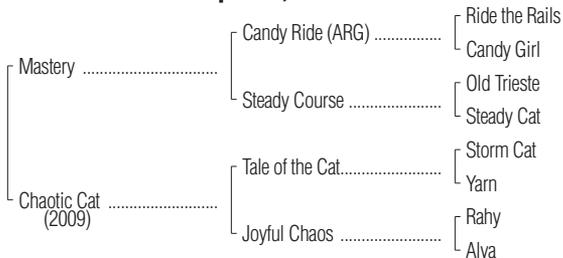 Ride the Rails
Candy Ride (ARG) ...............
Candy Girl
Mastery ..............................
Old Trieste
Steady Course .....................
Steady Cat
Storm Cat
Tale of the Cat.......................
Yarn
Chaotic Cat ........................
(2009)
Rahy
Joyful Chaos .......................
Alya